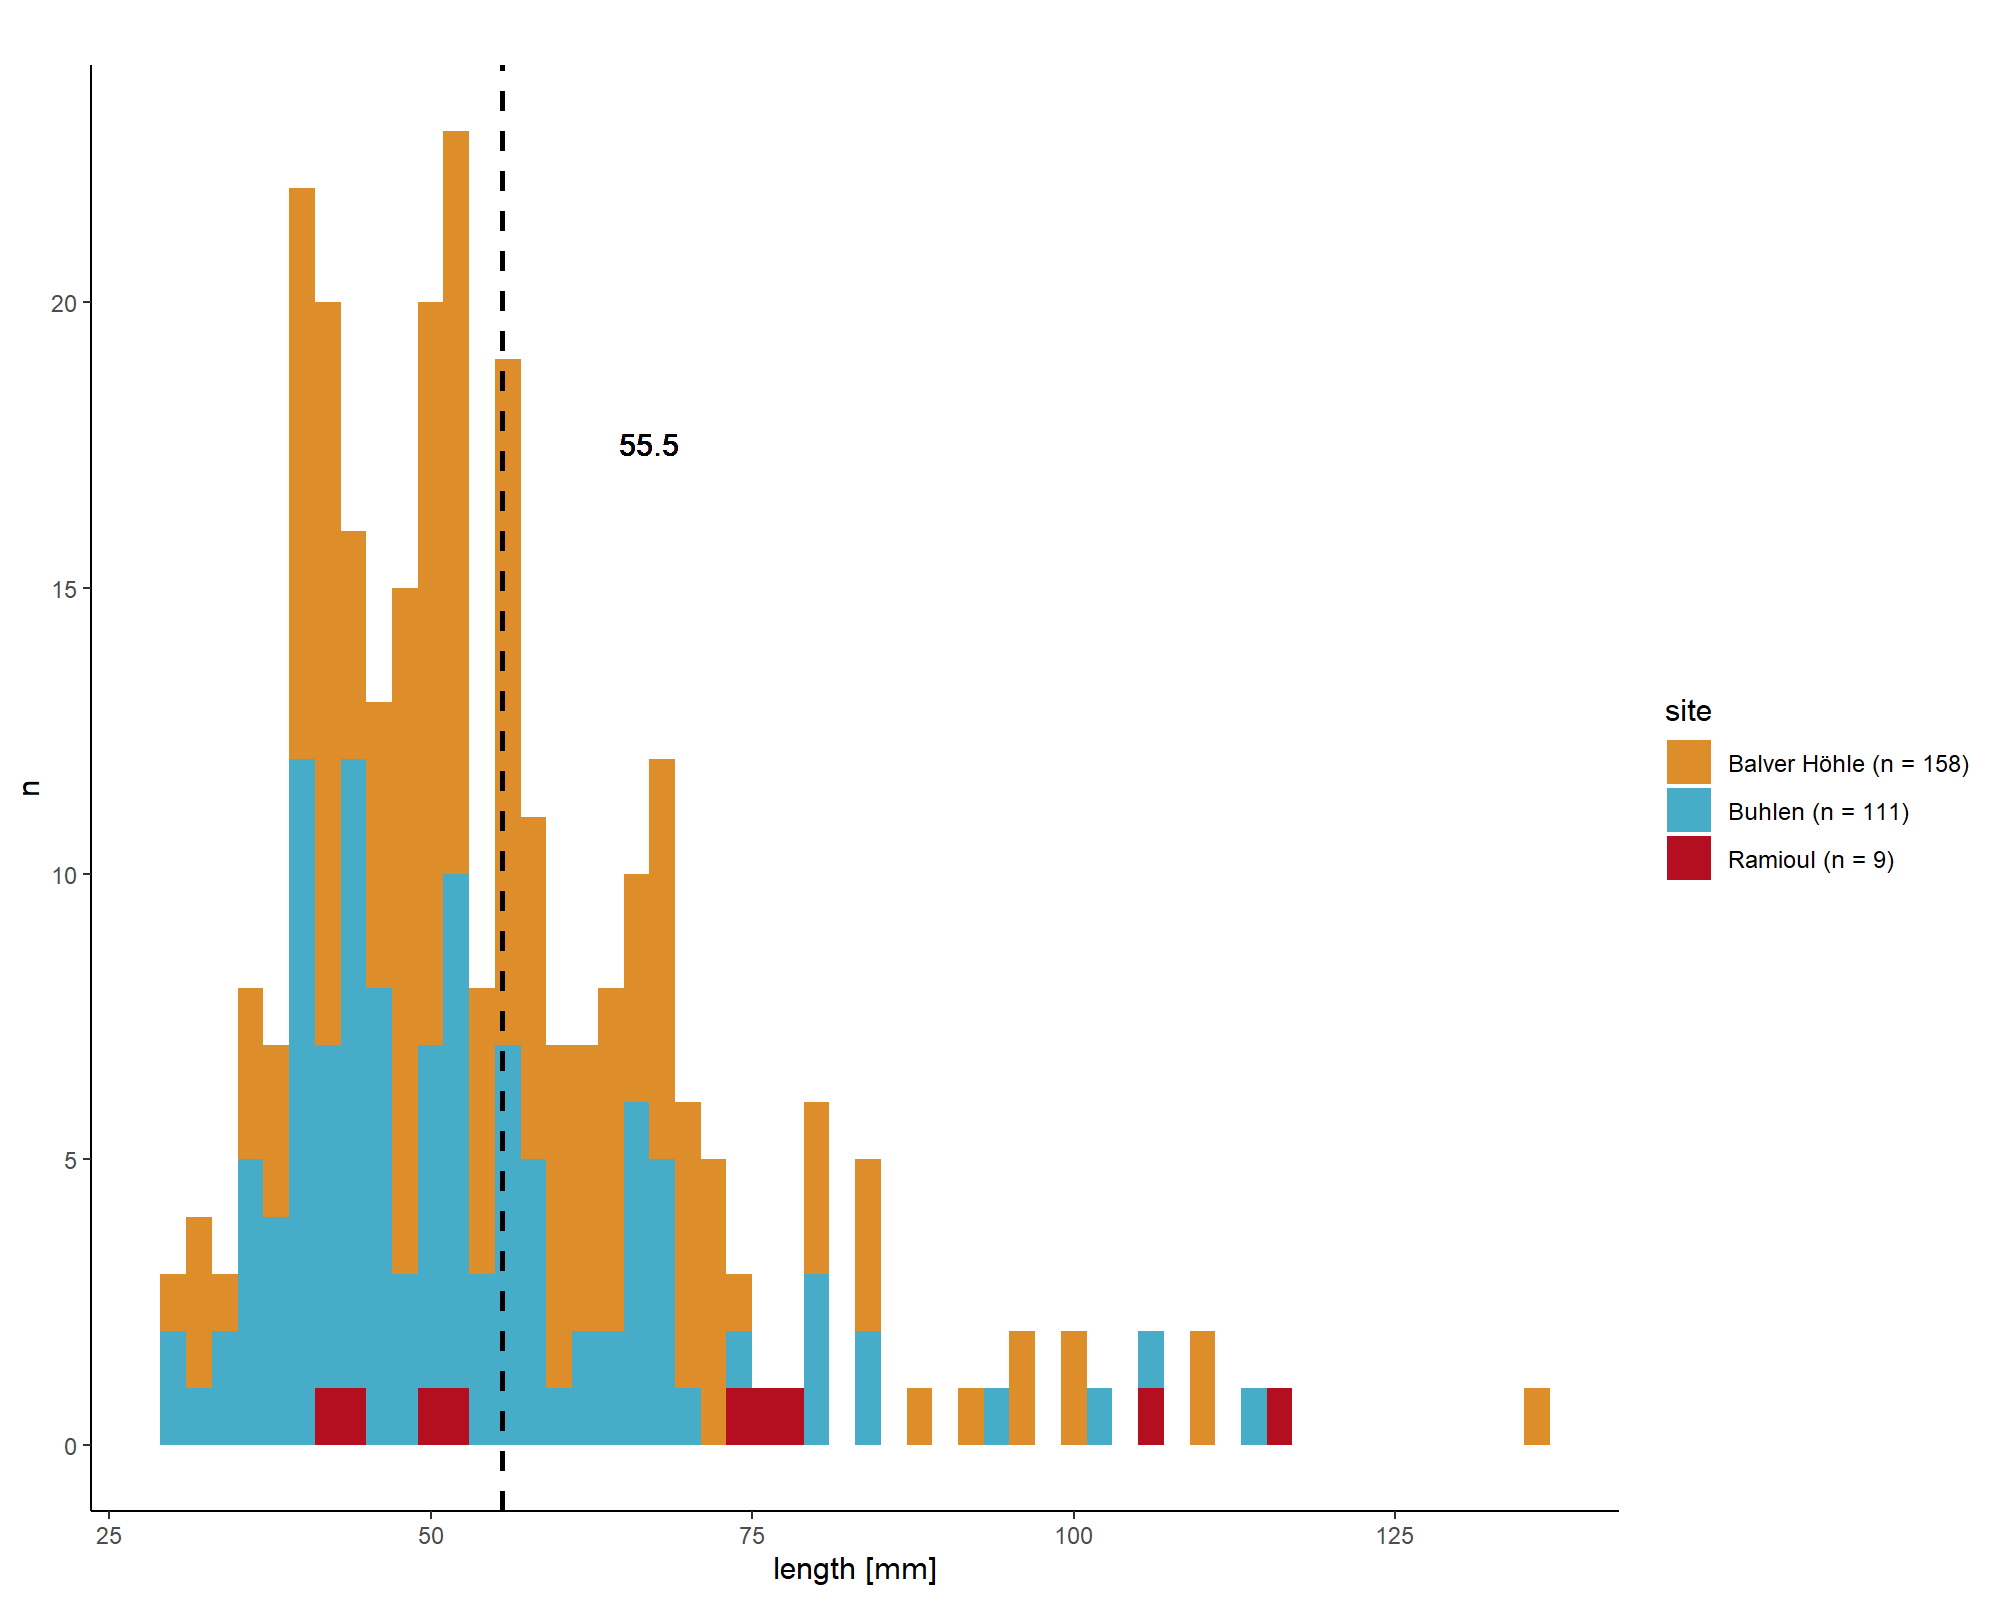 20
15
10
5
0
n
55.5
25 50 75 100 125
length [mm]
site
Balver Höhle (n = 158)
Buhlen (n = 111)
Ramioul (n = 9)